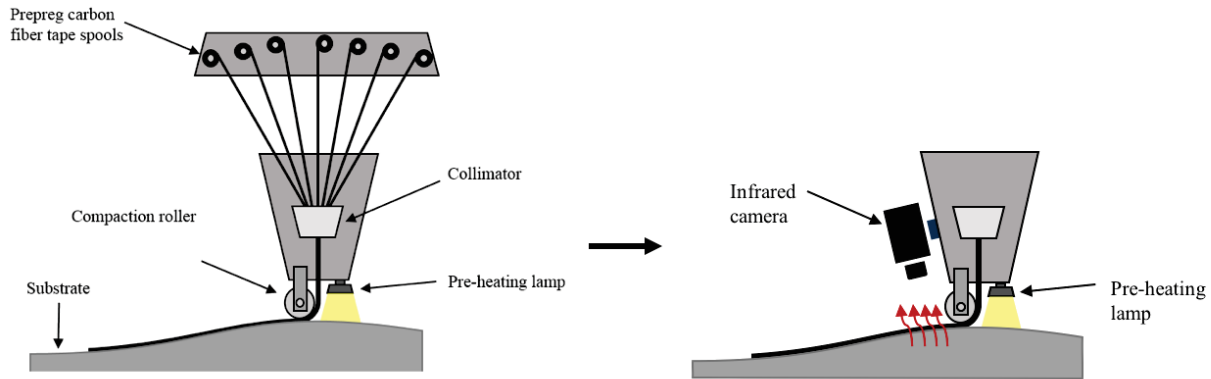 Prepreg carbon
fiber tape spools
Collimator
Compaction roller
Pre-heating lamp
Substrate
Infrared
camera
Pre-heating
lamp